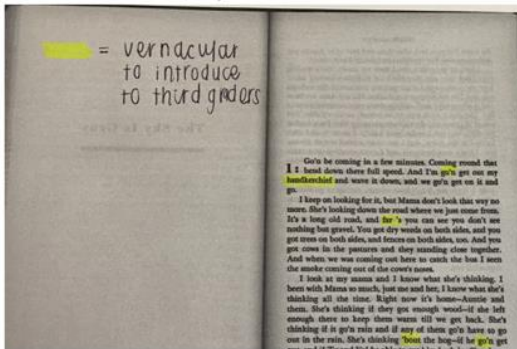 = vernacular
to introduce
to third graders
Go'n be coming in a few minutes. Coming round that
1: bend down there full speed. And I'm go'n get out my
handkerchief and wave it down, and we go'n get on it and
go.
I keep on looking for it, but Mama don't look that way no
more. She's looking down the road where we just come from.
It's a long old road, and far 's you can see you don't see
nothing but gravel. You got dry weeds on both sides, and you
got trees on both sides, and fences on both sides, too. And you
got cows in the pastures and they standing close together.
And when we was coming out here to catch the bus I seen
the smoke coming out of the cows's noses.
I look at my mama and I know what she's thinking. I
been with Mama so much, just me and her, I know what she's
thinking all the time. Right now it's home—Auntie and
them. She's thinking if they got enough wood—if she left
enough there to keep them warm till we get back. She's
thinking if it go'n rain and if any of them go'n have to go
out in the rain. She's thinking 'bout the hog—if he go'n get